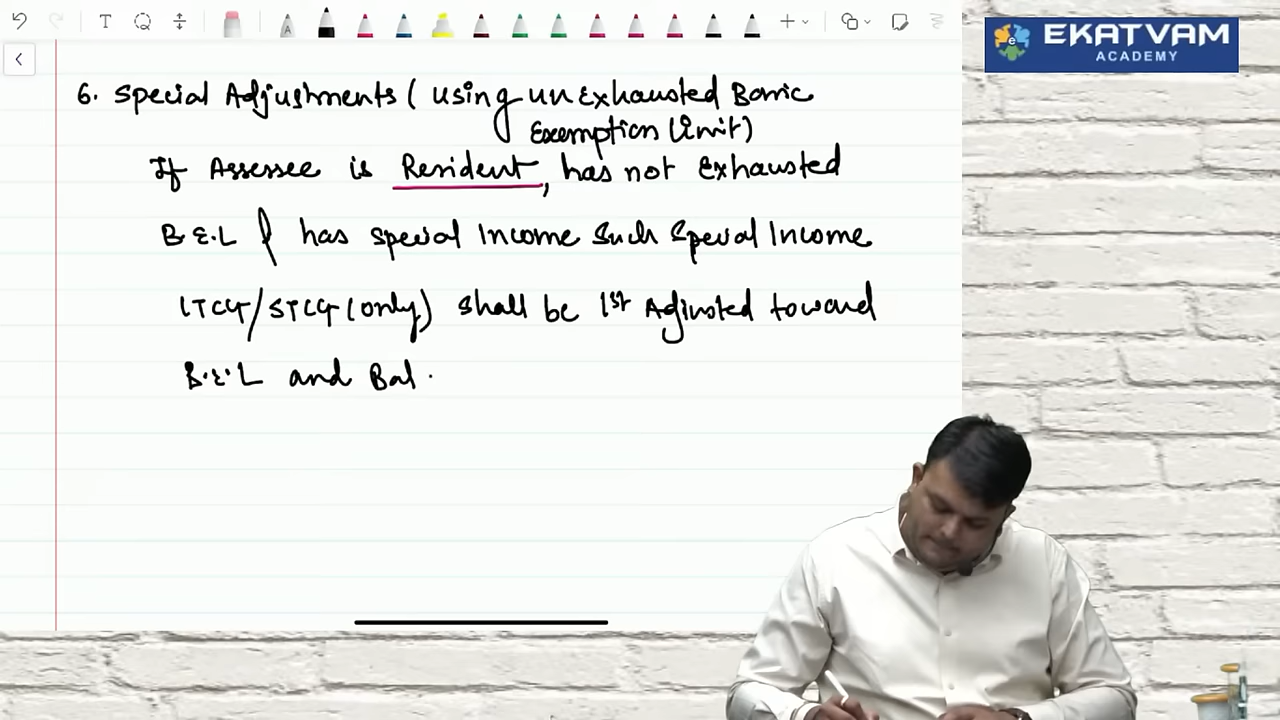 EKATVAM
ACADEMY
6. Special Adjustments ( using unExhausted Basic
Exemption Limit)
If Assessee is Resident, has not Exhausted
B.E.L & has special Income Such Special Income
LTCG/STCG (only) shall be 1st Adjusted toward
B.E.L and Bal.